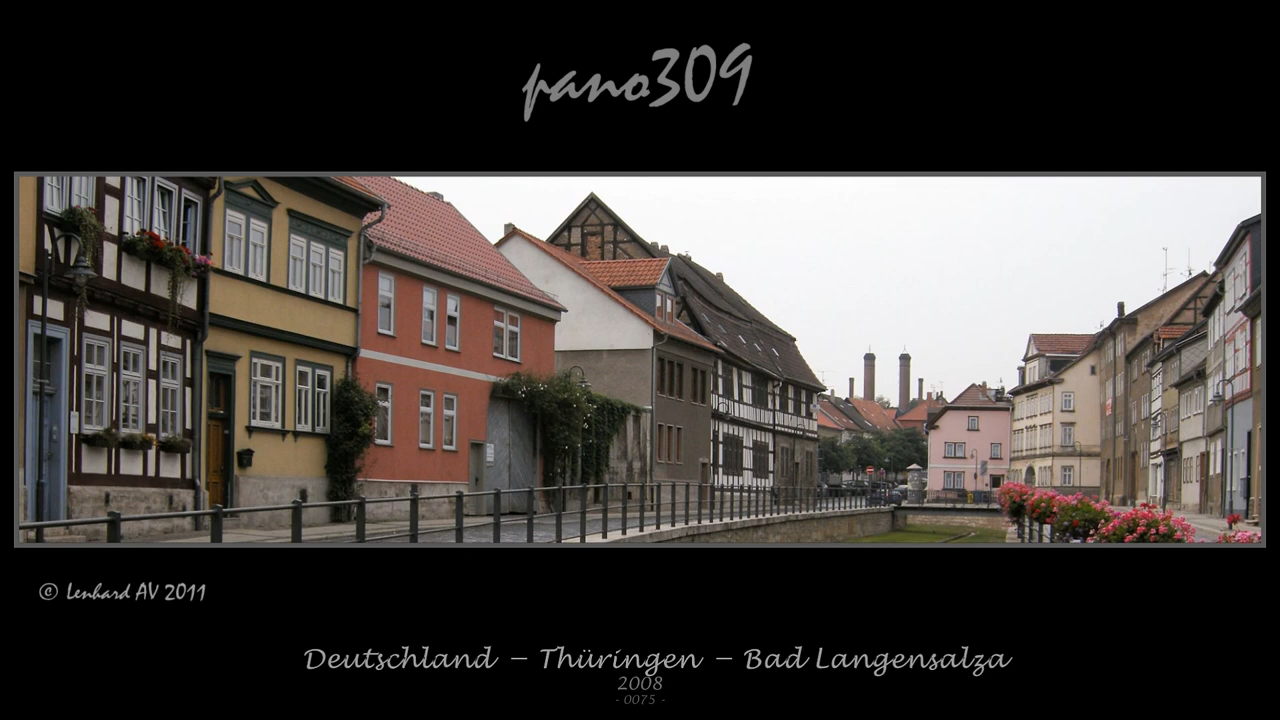 pano309
© Lenhard AV 2011
Deutschland – Thüringen – Bad Langensalza
2008
- 0075 -